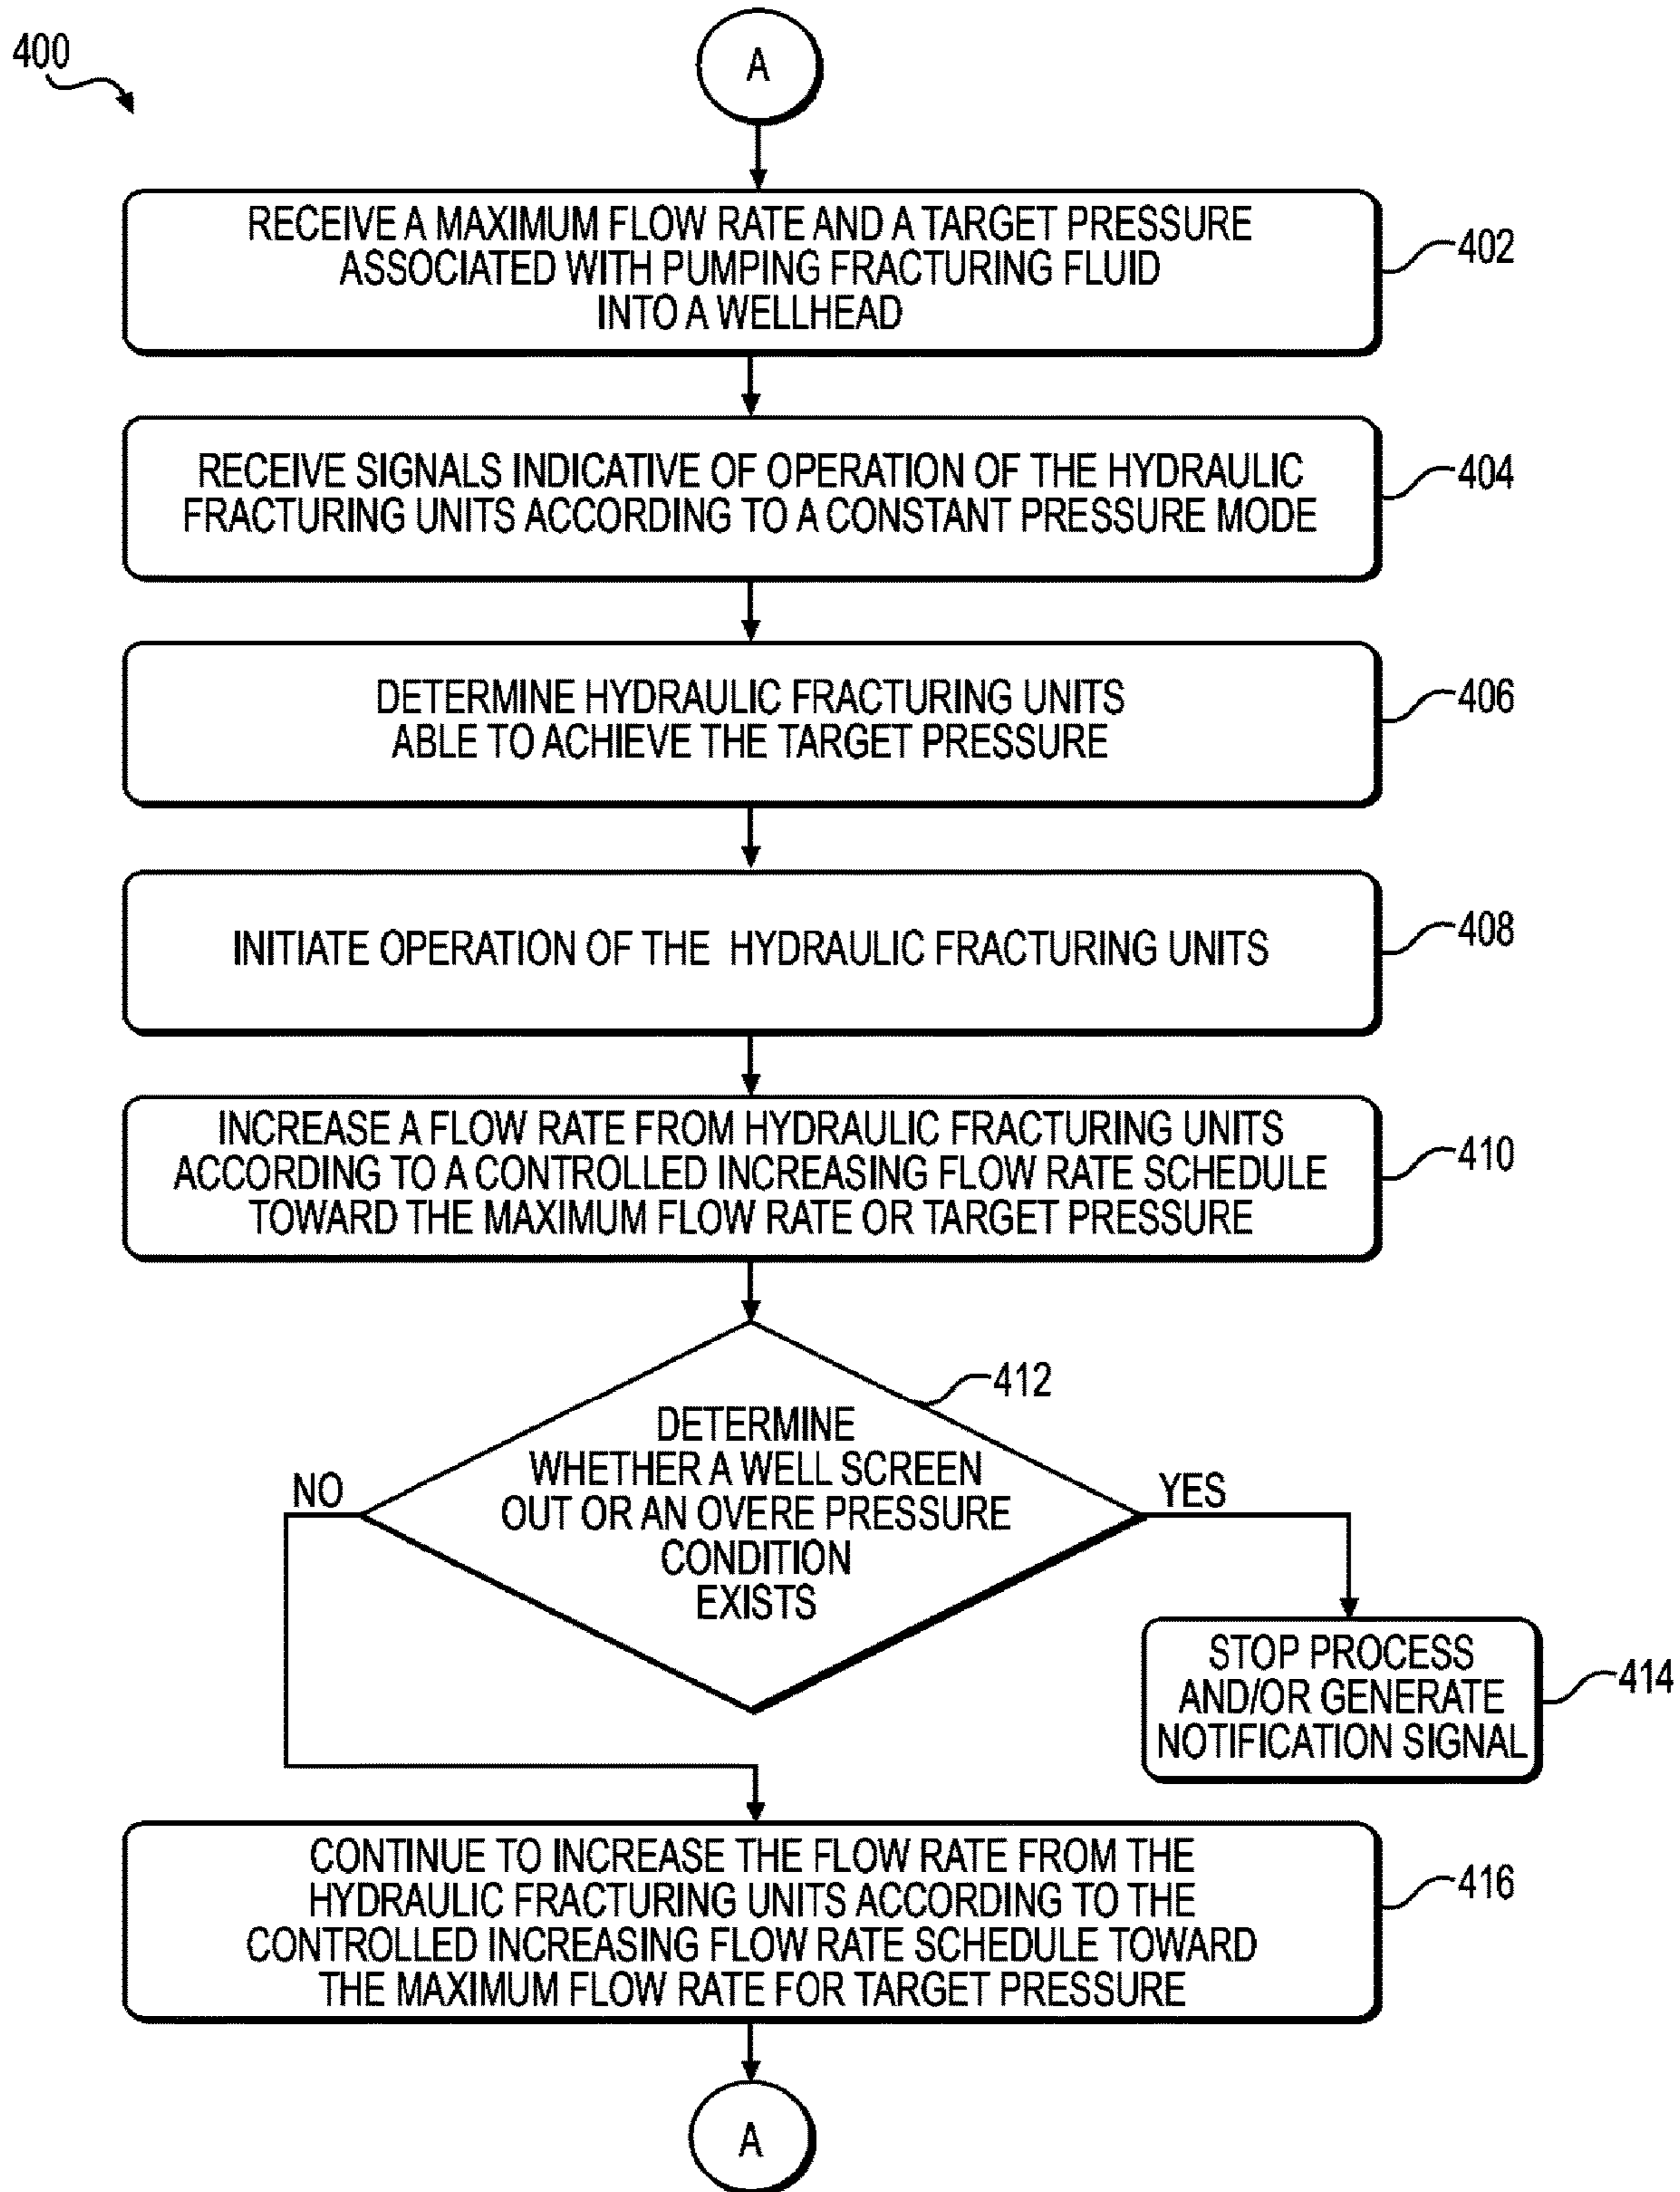 400
A
RECEIVE A MAXIMUM FLOW RATE AND A TARGET PRESSURE
ASSOCIATED WITH PUMPING FRACTURING FLUID
INTO A WELLHEAD
402
RECEIVE SIGNALS INDICATIVE OF OPERATION OF THE HYDRAULIC
FRACTURING UNITS ACCORDING TO A CONSTANT PRESSURE MODE
404
DETERMINE HYDRAULIC FRACTURING UNITS
ABLE TO ACHIEVE THE TARGET PRESSURE
406
INITIATE OPERATION OF THE HYDRAULIC FRACTURING UNITS
408
INCREASE A FLOW RATE FROM HYDRAULIC FRACTURING UNITS
ACCORDING TO A CONTROLLED INCREASING FLOW RATE SCHEDULE
TOWARD THE MAXIMUM FLOW RATE OR TARGET PRESSURE
410
412
DETERMINE
WHETHER A WELL SCREEN
OUT OR AN OVERE PRESSURE
CONDITION
EXISTS
NO
YES
STOP PROCESS
AND/OR GENERATE
NOTIFICATION SIGNAL
414
CONTINUE TO INCREASE THE FLOW RATE FROM THE
HYDRAULIC FRACTURING UNITS ACCORDING TO THE
CONTROLLED INCREASING FLOW RATE SCHEDULE TOWARD
THE MAXIMUM FLOW RATE FOR TARGET PRESSURE
416
A